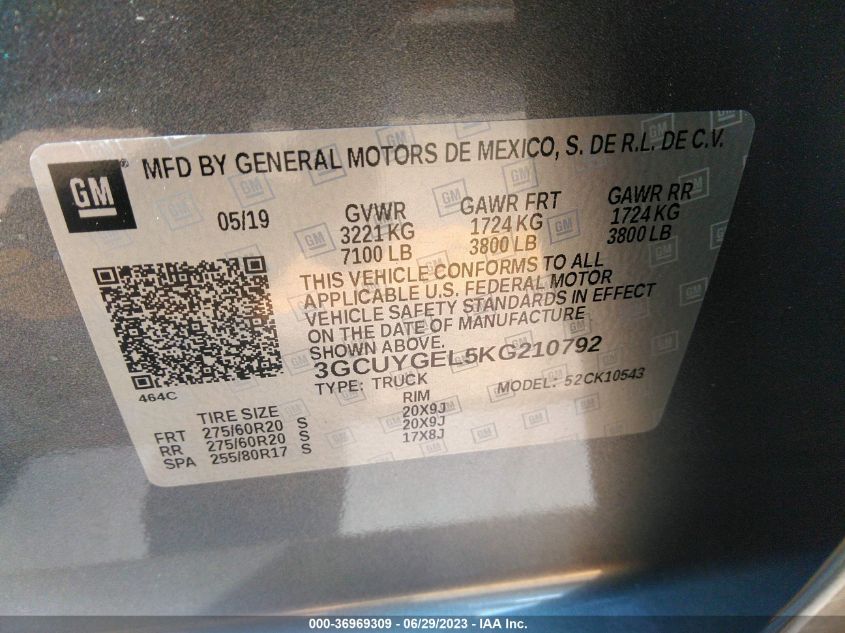 GM
MFD BY GENERAL MOTORS DE MEXICO, S. DE R.L. DE C.V.
05/19
GVWR
3221 KG
7100 LB
GAWR FRT
1724 KG
3800 LB
GAWR RR
1724 KG
3800 LB
THIS VEHICLE CONFORMS TO ALL
APPLICABLE U.S. FEDERAL MOTOR
VEHICLE SAFETY STANDARDS IN EFFECT
ON THE DATE OF MANUFACTURE
SHOWN ABOVE.
3GCUYGEL5KG210792
TYPE: TRUCK
MODEL: 52CK10543
464C
TIRE SIZE
RIM
FRT 275/60R20 S 20X9J
RR 275/60R20 S 20X9J
SPA 255/80R17 S 17X8J
000-36969309 - 06/29/2023 - IAA Inc.